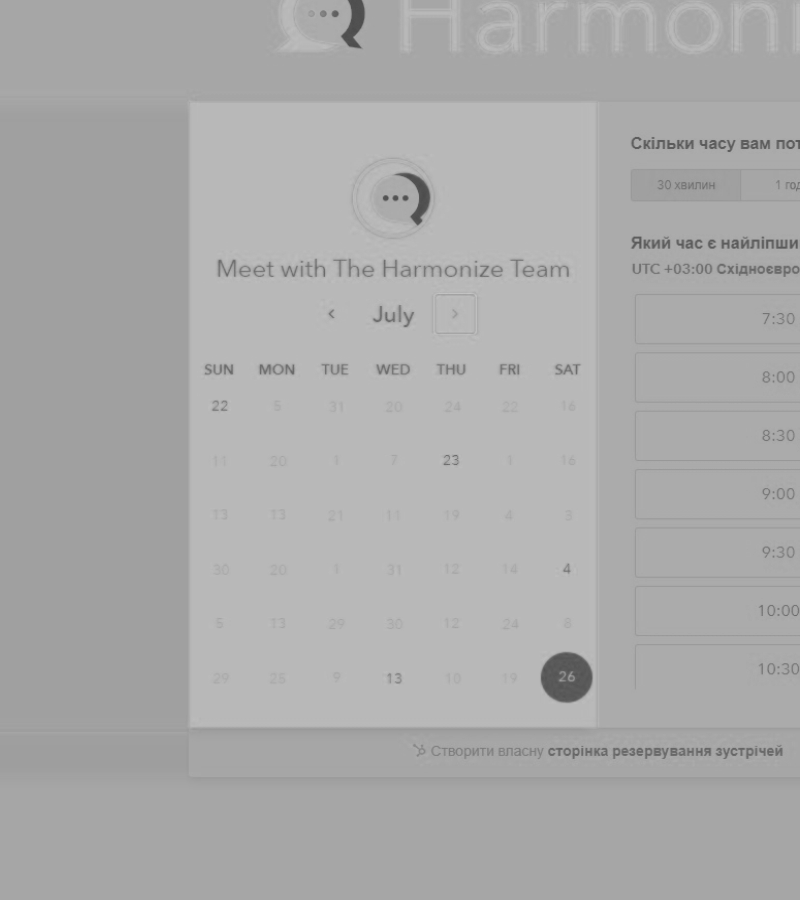 Harmoni
Meet with The Harmonize Team
July
SUN MON TUE WED THU FRI SAT
22 5 31 20 24 22 16
11 20 1 7 23 1 16
13 13 21 11 19 4 3
30 20 1 31 12 14 4
5 13 29 30 12 24 8
29 25 9 13 10 19 26
Скільки часу вам пот
30 хвилин 1 год
Який час є найліпши
UTC +03:00 Східноєвро
7:30
8:00
8:30
9:00
9:30
10:00
10:30
Створити власну сторінка резервування зустрічей